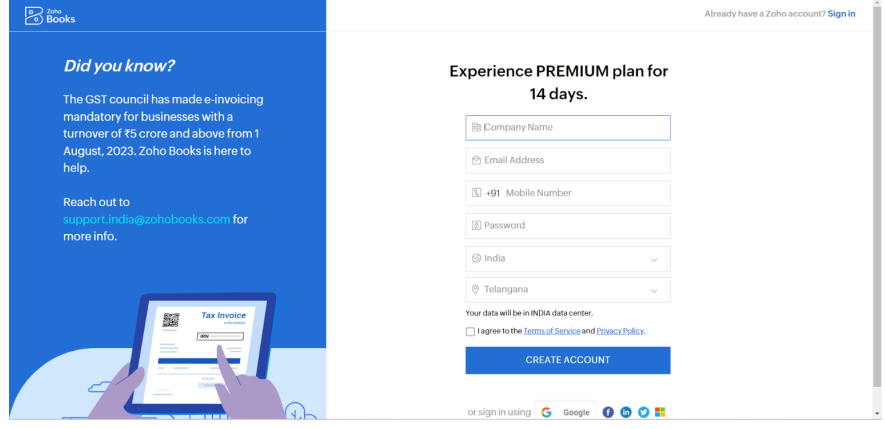 Zoho
Books
Already have a Zoho account? Sign in
Did you know?
The GST council has made e-invoicing
mandatory for businesses with a
turnover of ₹5 crore and above from 1
August, 2023. Zoho Books is here to
help.
Reach out to
support.india@zohobooks.com for
more info.
Tax Invoice
IRN
Experience PREMIUM plan for
14 days.
Company Name
Email Address
+91 Mobile Number
Password
India
Telangana
Your data will be in INDIA data center.
I agree to the Terms of Service and Privacy Policy.
CREATE ACCOUNT
or sign in using G Google f in